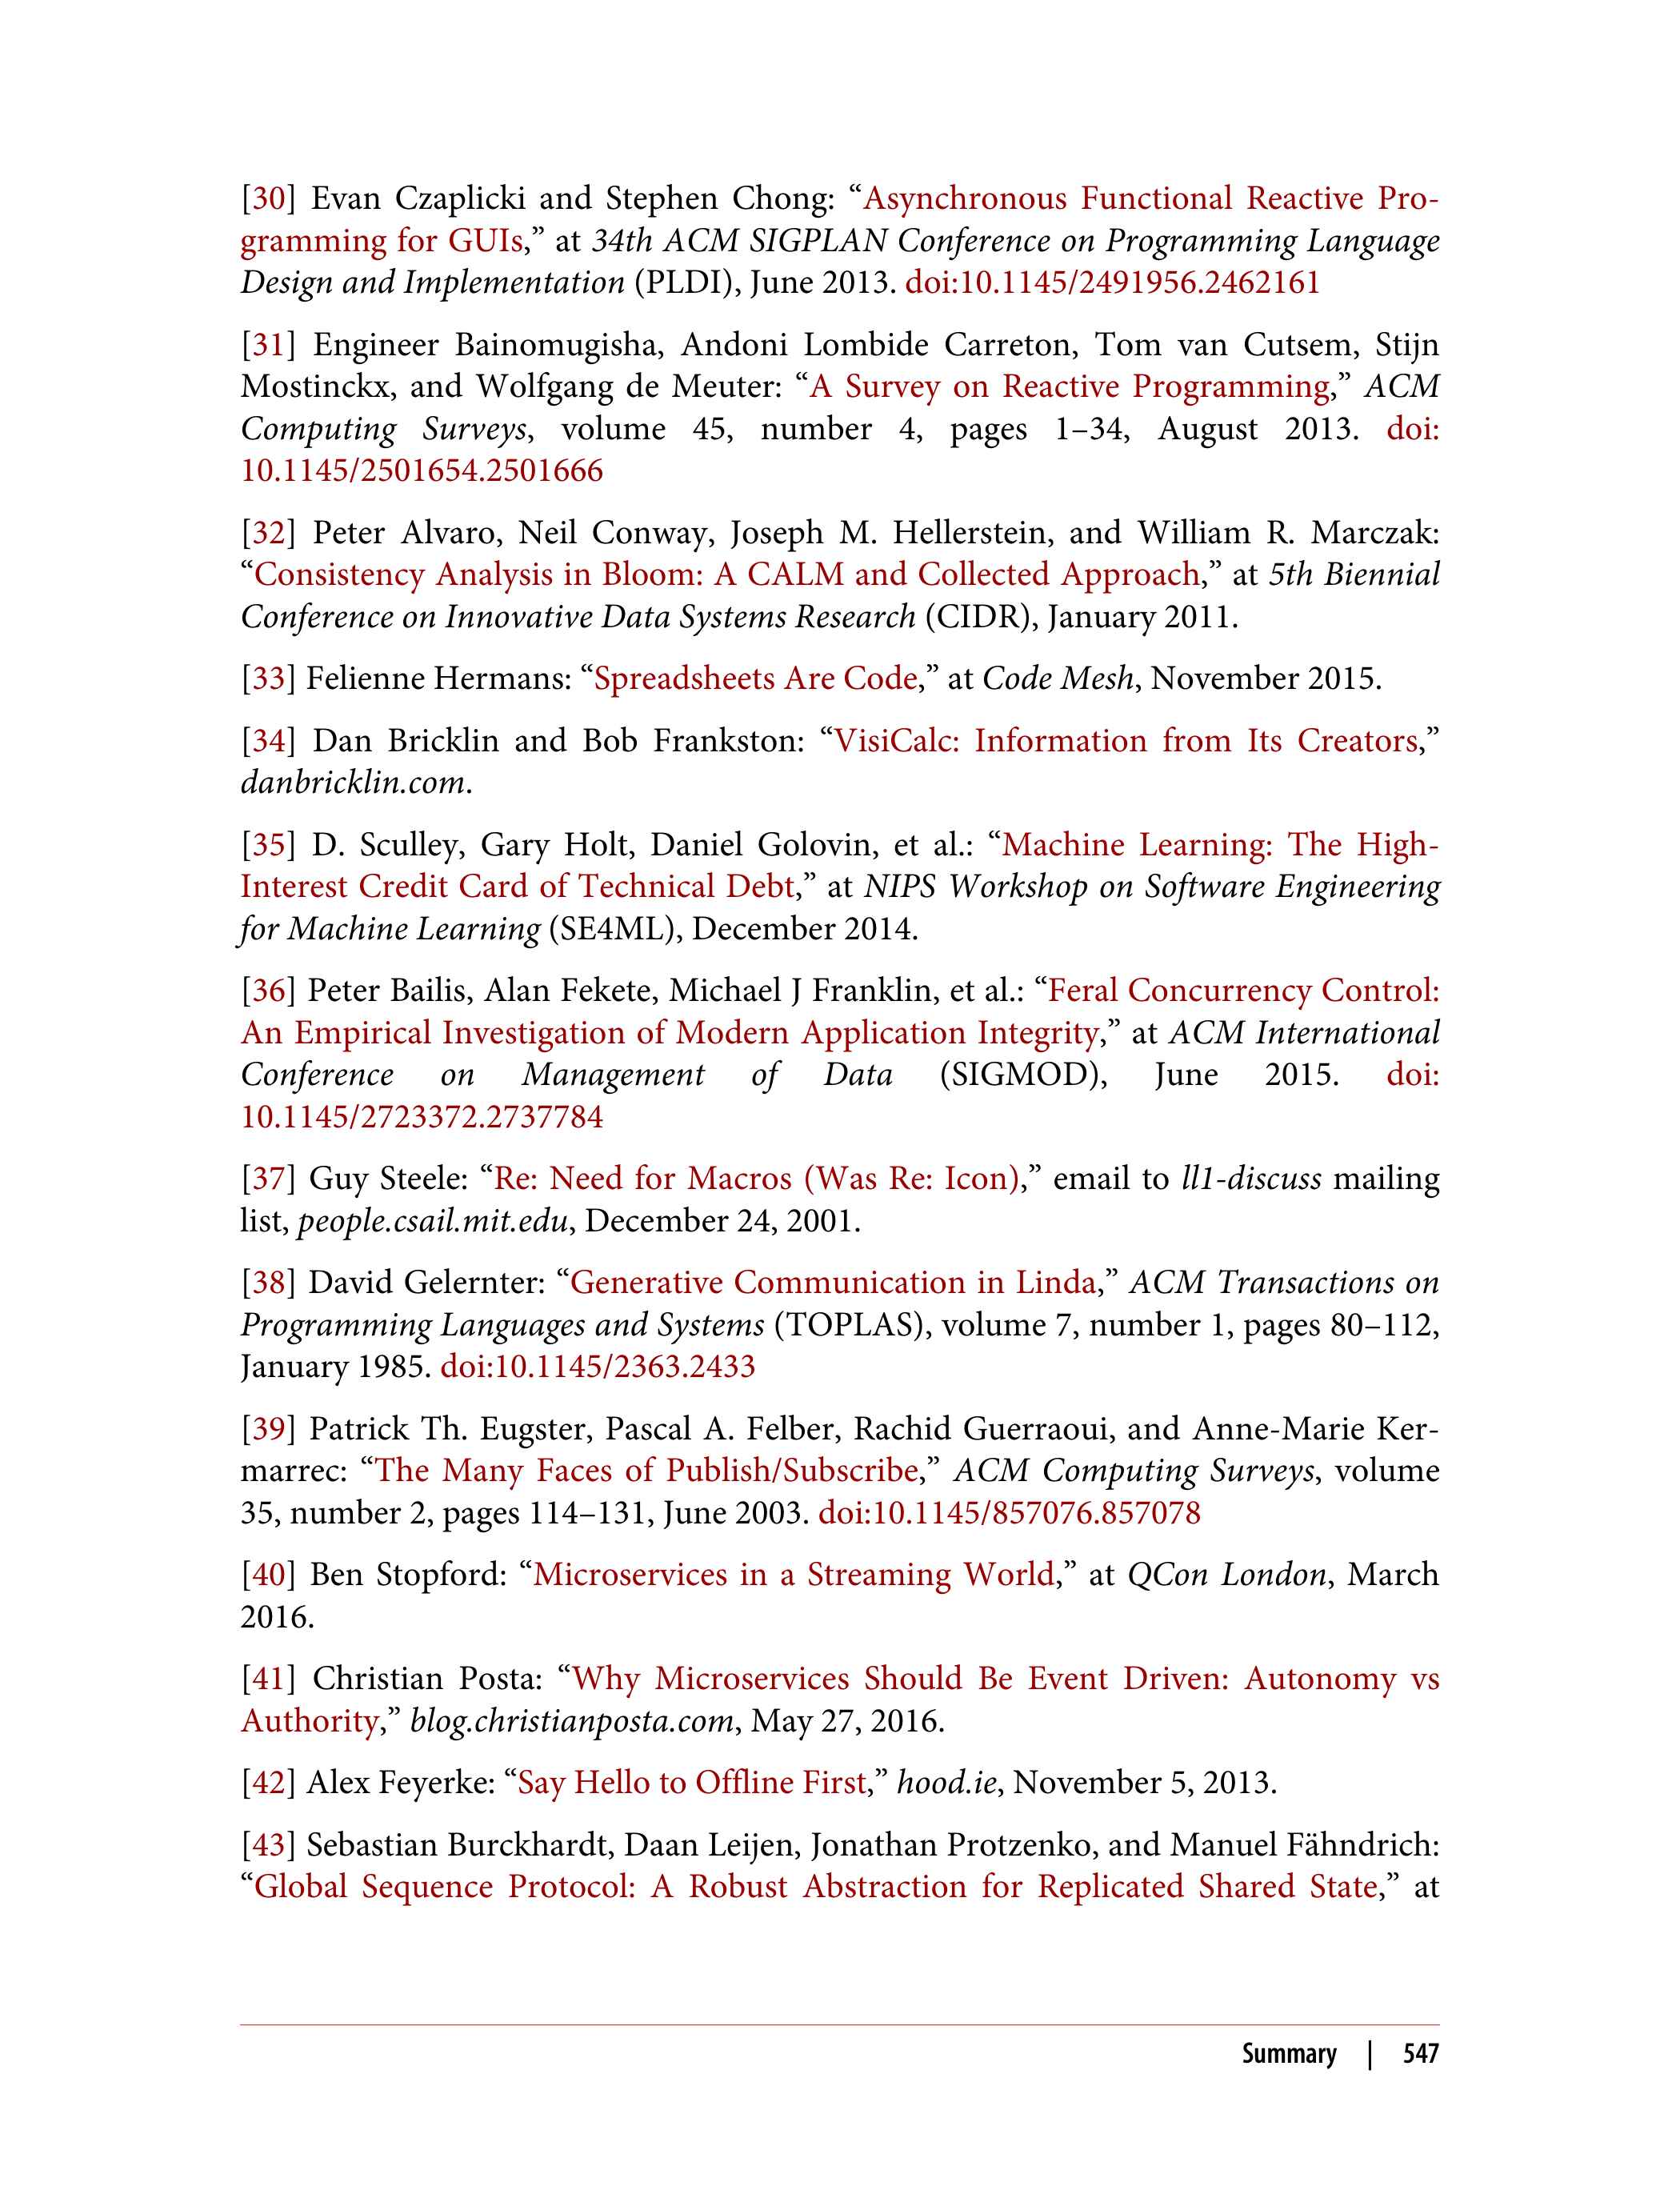 [30] Evan Czaplicki and Stephen Chong: “Asynchronous Functional Reactive Pro-
gramming for GUIs,” at 34th ACM SIGPLAN Conference on Programming Language
Design and Implementation (PLDI), June 2013. doi:10.1145/2491956.2462161
[31] Engineer Bainomugisha, Andoni Lombide Carreton, Tom van Cutsem, Stijn
Mostinckx, and Wolfgang de Meuter: “A Survey on Reactive Programming,” ACM
Computing Surveys, volume 45, number 4, pages 1–34, August 2013. doi:
10.1145/2501654.2501666
[32] Peter Alvaro, Neil Conway, Joseph M. Hellerstein, and William R. Marczak:
“Consistency Analysis in Bloom: A CALM and Collected Approach,” at 5th Biennial
Conference on Innovative Data Systems Research (CIDR), January 2011.
[33] Felienne Hermans: “Spreadsheets Are Code,” at Code Mesh, November 2015.
[34] Dan Bricklin and Bob Frankston: “VisiCalc: Information from Its Creators,”
danbricklin.com.
[35] D. Sculley, Gary Holt, Daniel Golovin, et al.: “Machine Learning: The High-
Interest Credit Card of Technical Debt,” at NIPS Workshop on Software Engineering
for Machine Learning (SE4ML), December 2014.
[36] Peter Bailis, Alan Fekete, Michael J Franklin, et al.: “Feral Concurrency Control:
An Empirical Investigation of Modern Application Integrity,” at ACM International
Conference on Management of Data (SIGMOD), June 2015. doi:
10.1145/2723372.2737784
[37] Guy Steele: “Re: Need for Macros (Was Re: Icon),” email to ll1-discuss mailing
list, people.csail.mit.edu, December 24, 2001.
[38] David Gelernter: “Generative Communication in Linda,” ACM Transactions on
Programming Languages and Systems (TOPLAS), volume 7, number 1, pages 80–112,
January 1985. doi:10.1145/2363.2433
[39] Patrick Th. Eugster, Pascal A. Felber, Rachid Guerraoui, and Anne-Marie Ker-
marrec: “The Many Faces of Publish/Subscribe,” ACM Computing Surveys, volume
35, number 2, pages 114–131, June 2003. doi:10.1145/857076.857078
[40] Ben Stopford: “Microservices in a Streaming World,” at QCon London, March
2016.
[41] Christian Posta: “Why Microservices Should Be Event Driven: Autonomy vs
Authority,” blog.christianposta.com, May 27, 2016.
[42] Alex Feyerke: “Say Hello to Offline First,” hood.ie, November 5, 2013.
[43] Sebastian Burckhardt, Daan Leijen, Jonathan Protzenko, and Manuel Fähndrich:
“Global Sequence Protocol: A Robust Abstraction for Replicated Shared State,” at
Summary | 547